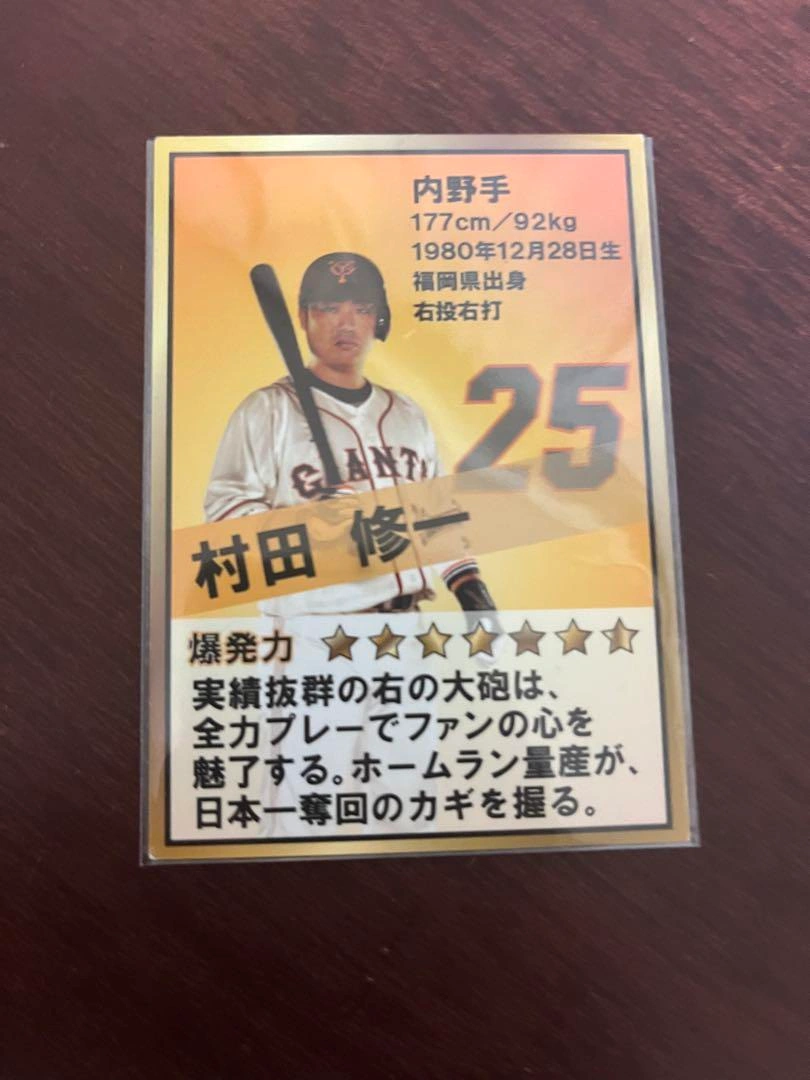 内野手
177cm／92kg
1980年12月28日生
福岡県出身
右投右打
25
GIANTS
村田 修一
爆発力 ★★★★★★★
実績抜群の右の大砲は、
全力プレーでファンの心を
魅了する。ホームラン量産が、
日本一奪回のカギを握る。